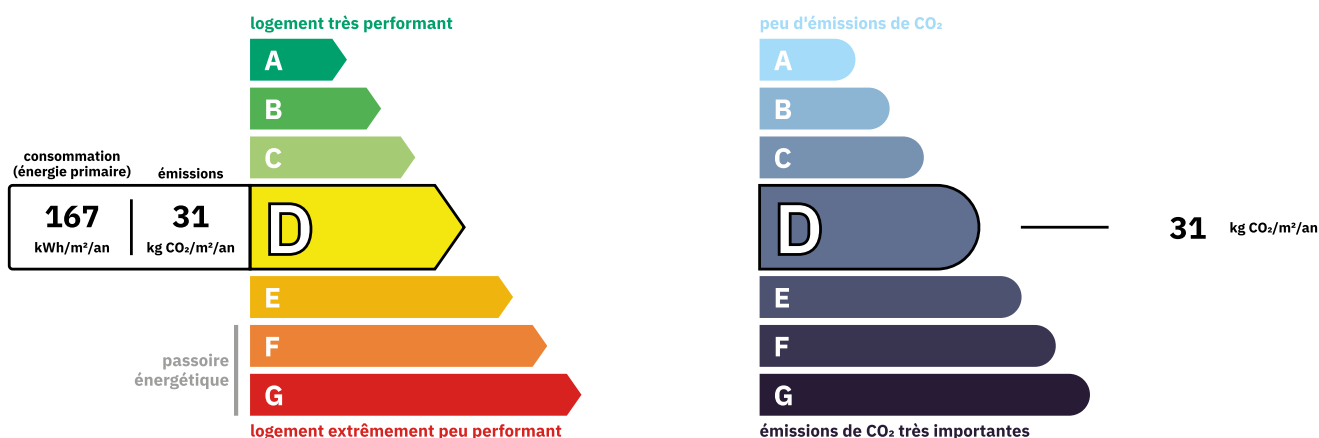 logement très performant
A
B
C
consommation
(énergie primaire)
émissions
167
kWh/m²/an
31
kg CO₂/m²/an
D
E
F
G
passoire
énergétique
logement extrêmement peu performant
peu d'émissions de CO₂
A
B
C
D
31
kg CO₂/m²/an
E
F
G
émissions de CO₂ très importantes